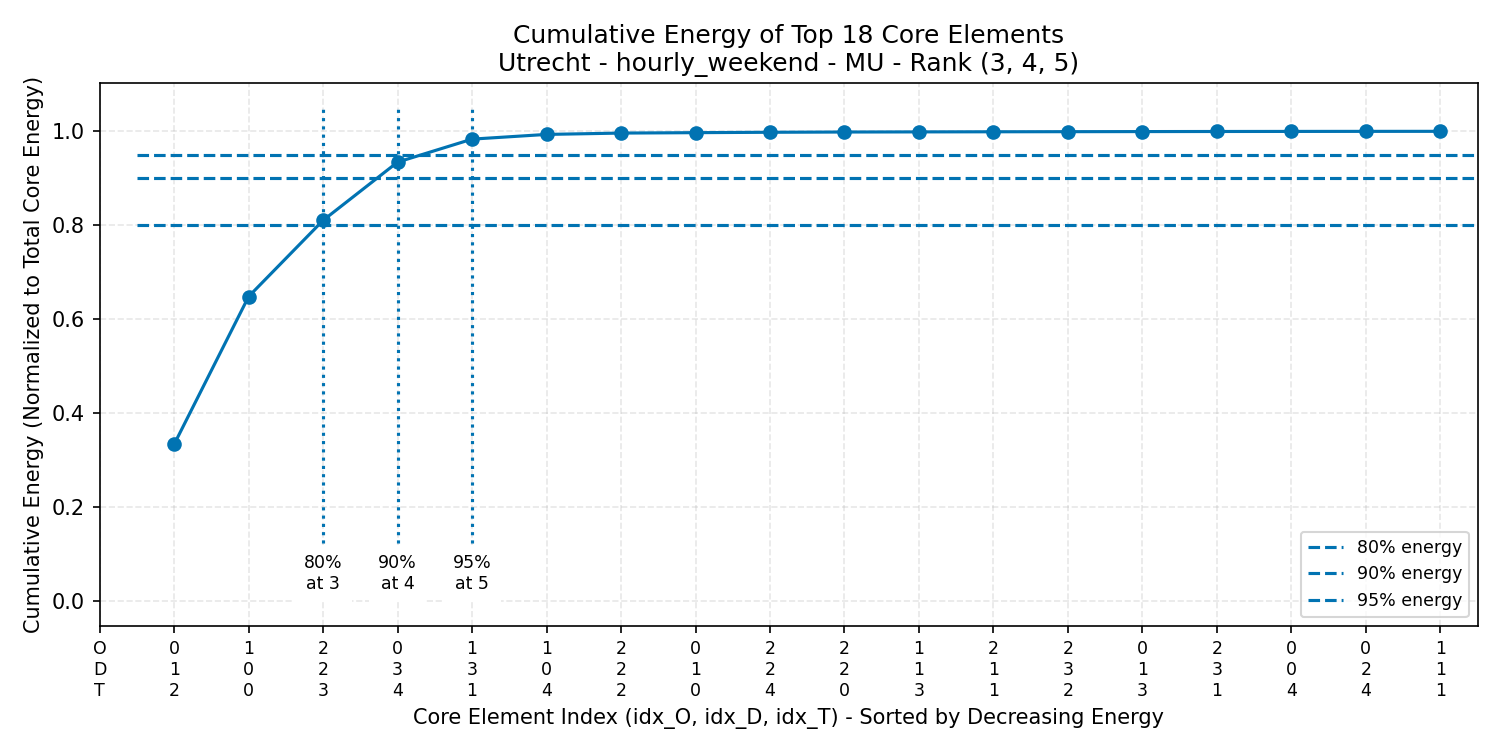 Cumulative Energy of Top 18 Core Elements
Utrecht - hourly_weekend - MU - Rank (3, 4, 5)
Cumulative Energy (Normalized to Total Core Energy)
1.0
0.8
0.6
0.4
0.2
0.0
80% at 3
90% at 4
95% at 5
80% energy
90% energy
95% energy
O 0 1 2 0 1 1 2 0 2 2 1 2 2 0 2 0 0 1
D 1 0 2 3 3 0 2 1 2 2 1 1 3 1 3 0 2 1
T 2 0 3 4 1 4 2 0 4 0 3 1 2 3 1 4 4 1
Core Element Index (idx_O, idx_D, idx_T) - Sorted by Decreasing Energy